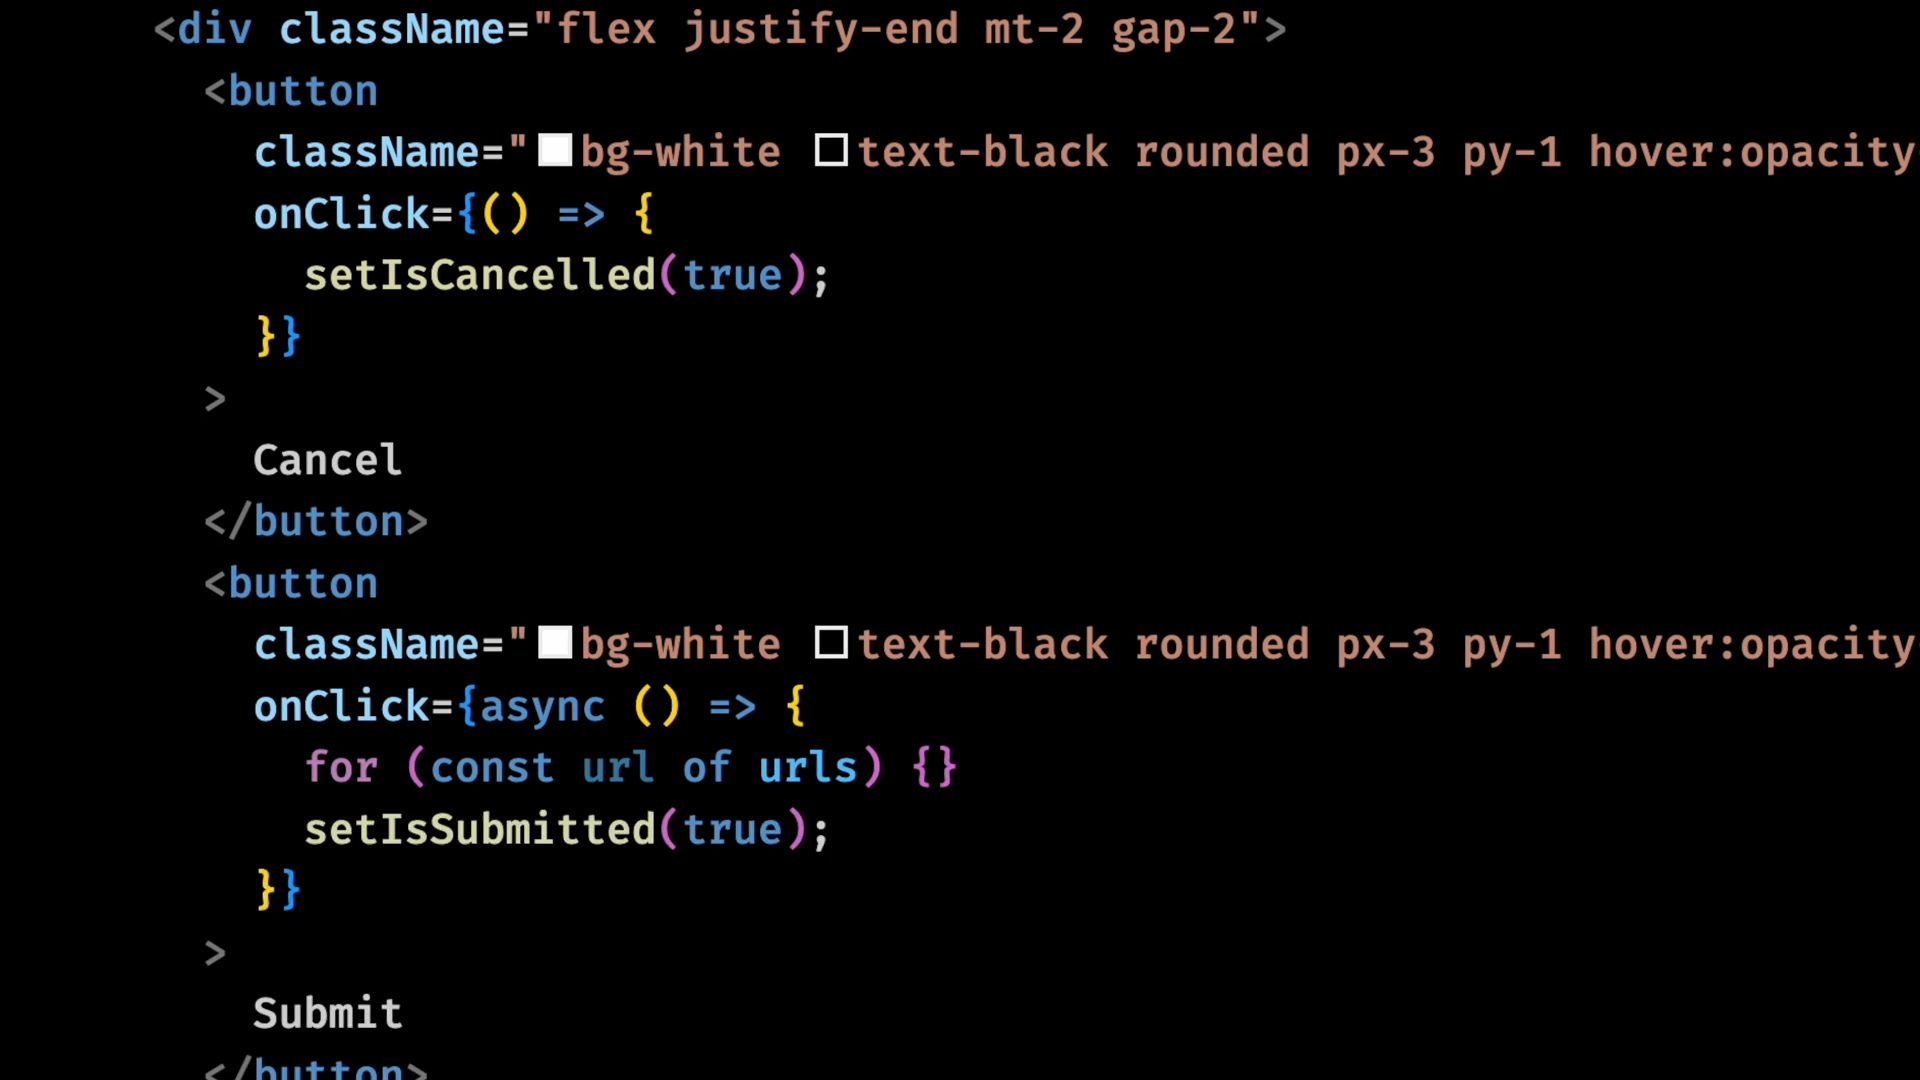 <div className="flex justify-end mt-2 gap-2">
<button
className="bg-white text-black rounded px-3 py-1 hover:opacity
onClick={() => {
setIsCancelled(true);
}}
>
Cancel
</button>
<button
className="bg-white text-black rounded px-3 py-1 hover:opacity
onClick={async () => {
for (const url of urls) {}
setIsSubmitted(true);
}}
>
Submit
</button>